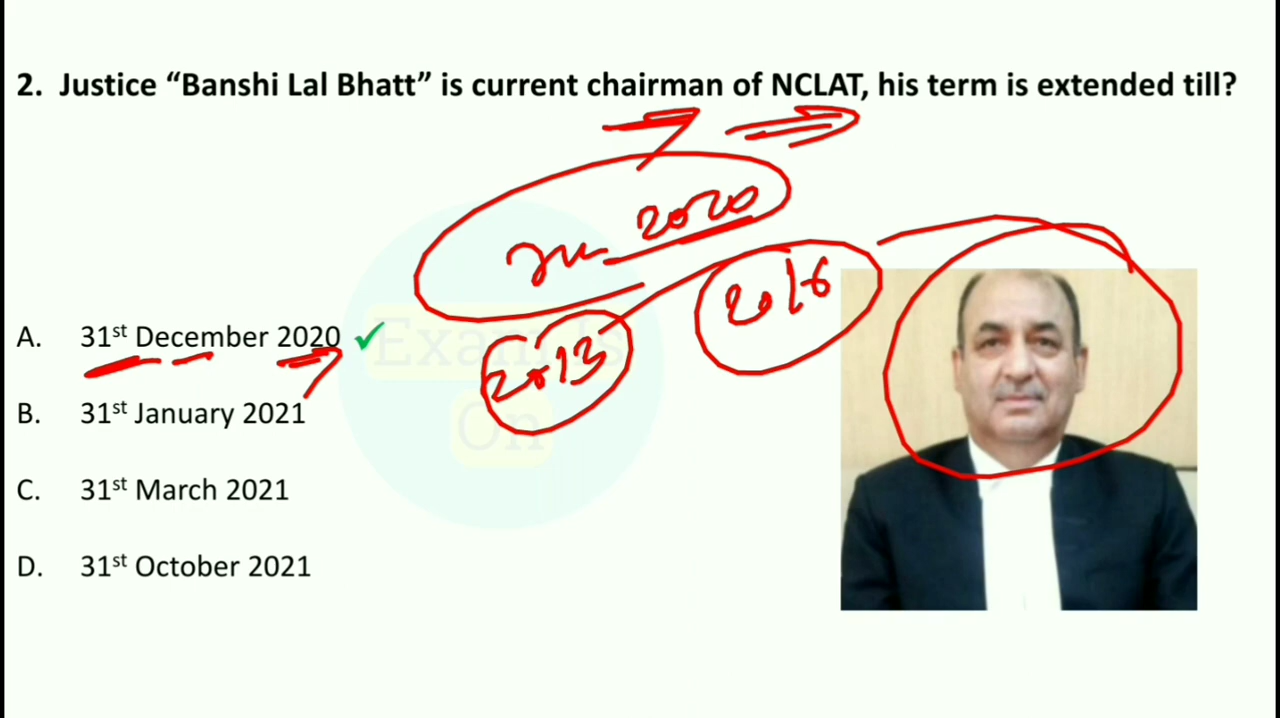 2. Justice “Banshi Lal Bhatt” is current chairman of NCLAT, his term is extended till?
2020
2016
A. 31st December 2020 ✓
2013
B. 31st January 2021
On
C. 31st March 2021
D. 31st October 2021